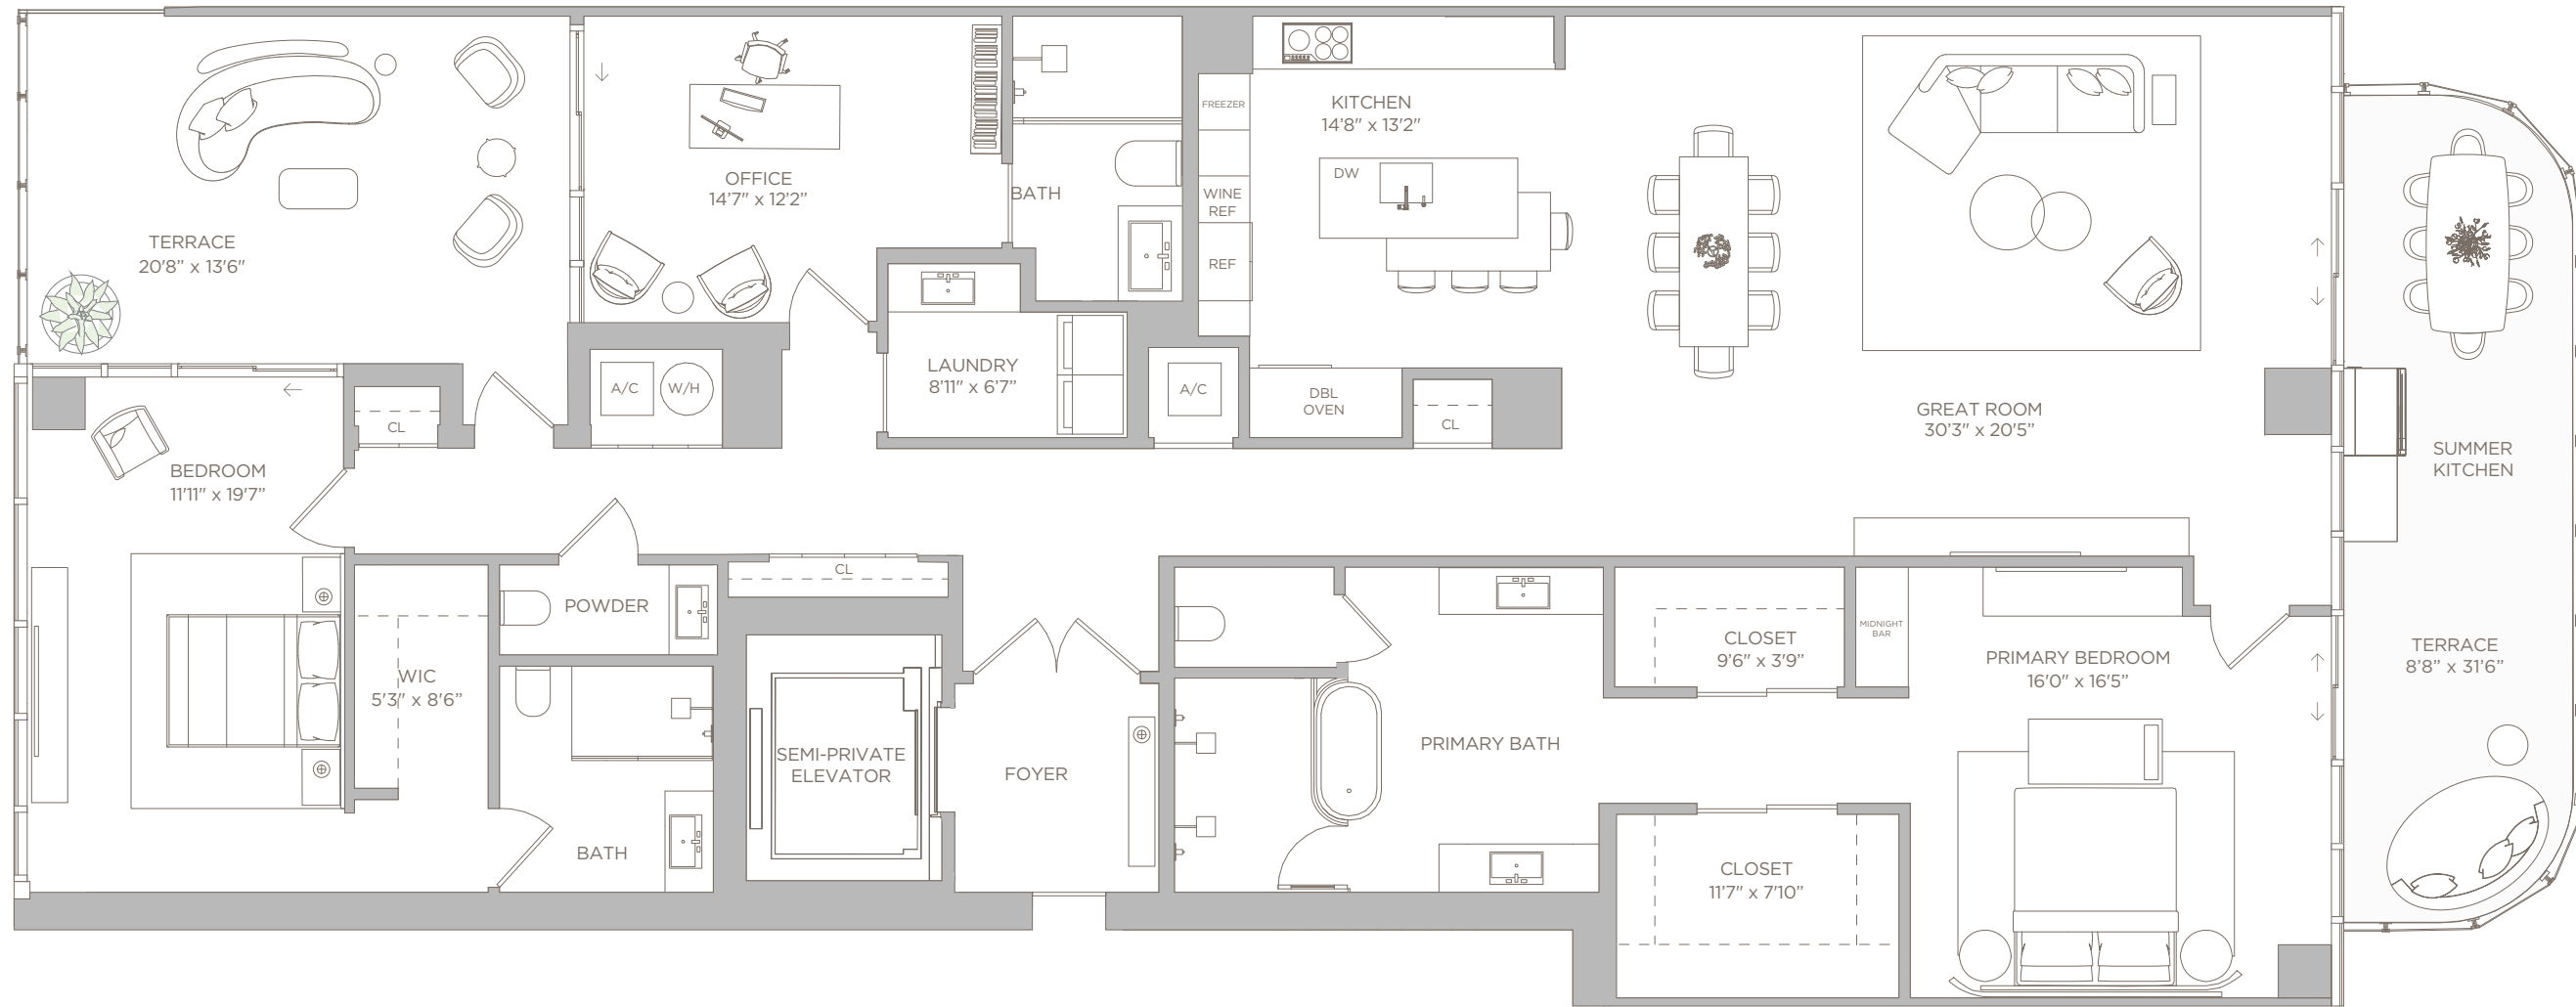 TERRACE
20'8" x 13'6"
OFFICE
14'7" x 12'2"
BATH
FREEZER
WINE
REF
REF
KITCHEN
14'8" x 13'2"
DW
A/C
W/H
LAUNDRY
8'11" x 6'7"
A/C
DBL
OVEN
CL
GREAT ROOM
30'3" x 20'5"
SUMMER
KITCHEN
CL
BEDROOM
11'11" x 19'7"
WIC
5'3" x 8'6"
POWDER
CL
BATH
SEMI-PRIVATE
ELEVATOR
FOYER
PRIMARY BATH
CLOSET
9'6" x 3'9"
MIDNIGHT
BAR
PRIMARY BEDROOM
16'0" x 16'5"
CLOSET
11'7" x 7'10"
TERRACE
8'8" x 31'6"